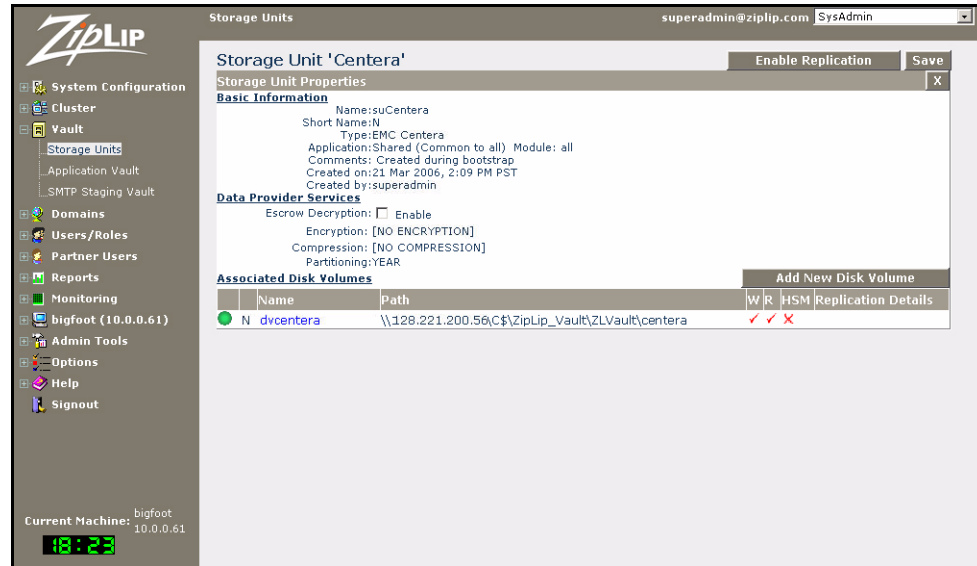 ZIPLIP
Storage Units
superadmin@ziplip.com SysAdmin
System Configuration
Cluster
Vault
Storage Units
Application Vault
SMTP Staging Vault
Domains
Users/Roles
Partner Users
Reports
Monitoring
bigfoot (10.0.0.61)
Admin Tools
Options
Help
Signout
Current Machine: bigfoot
10.0.0.61
18:23
Storage Unit 'Centera'
Enable Replication Save
Storage Unit Properties X
Basic Information
Name:suCentera
Short Name:N
Type:EMC Centera
Application:Shared (Common to all) Module: all
Comments: Created during bootstrap
Created on:21 Mar 2006, 2:09 PM PST
Created by:superadmin
Data Provider Services
Escrow Decryption: Enable
Encryption: [NO ENCRYPTION]
Compression: [NO COMPRESSION]
Partitioning:YEAR
Associated Disk Volumes Add New Disk Volume
Name Path W R HSM Replication Details
N dvcentera \\128.221.200.56\C$\ZipLip_Vault\ZLVault\centera